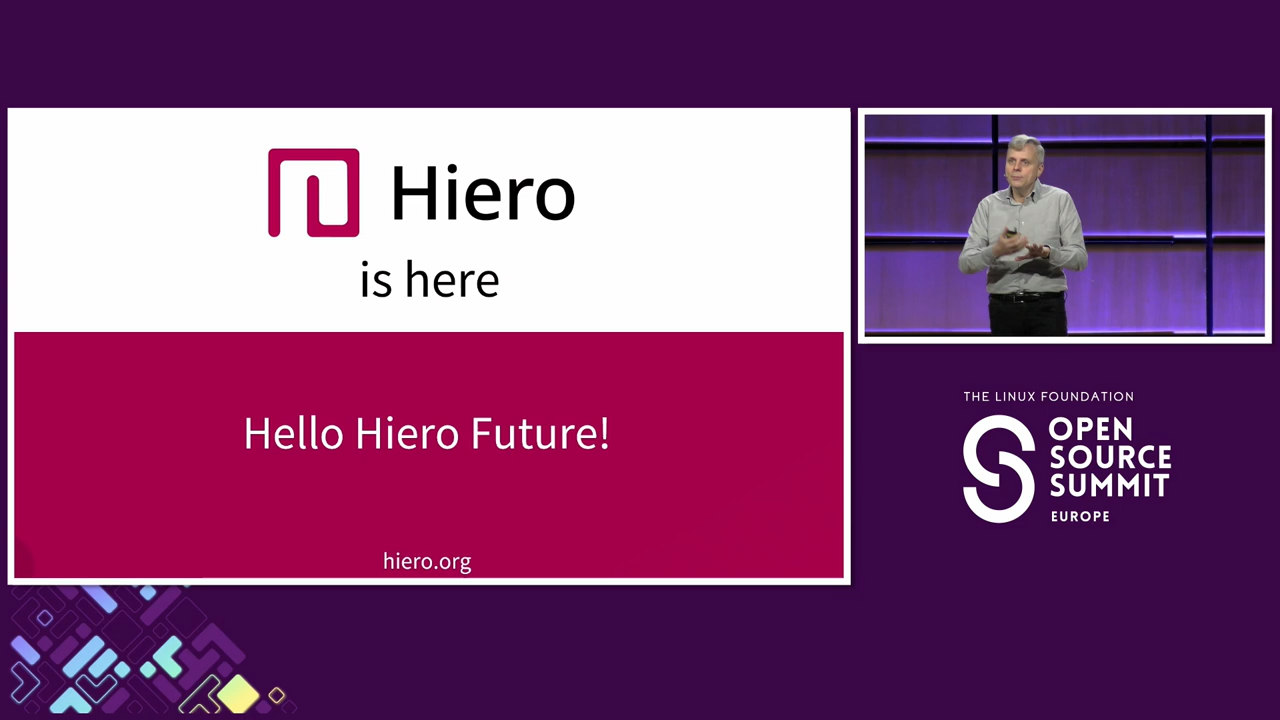 Hiero
is here
Hello Hiero Future!
hiero.org
THE LINUX FOUNDATION
OPEN
SOURCE
SUMMIT
EUROPE